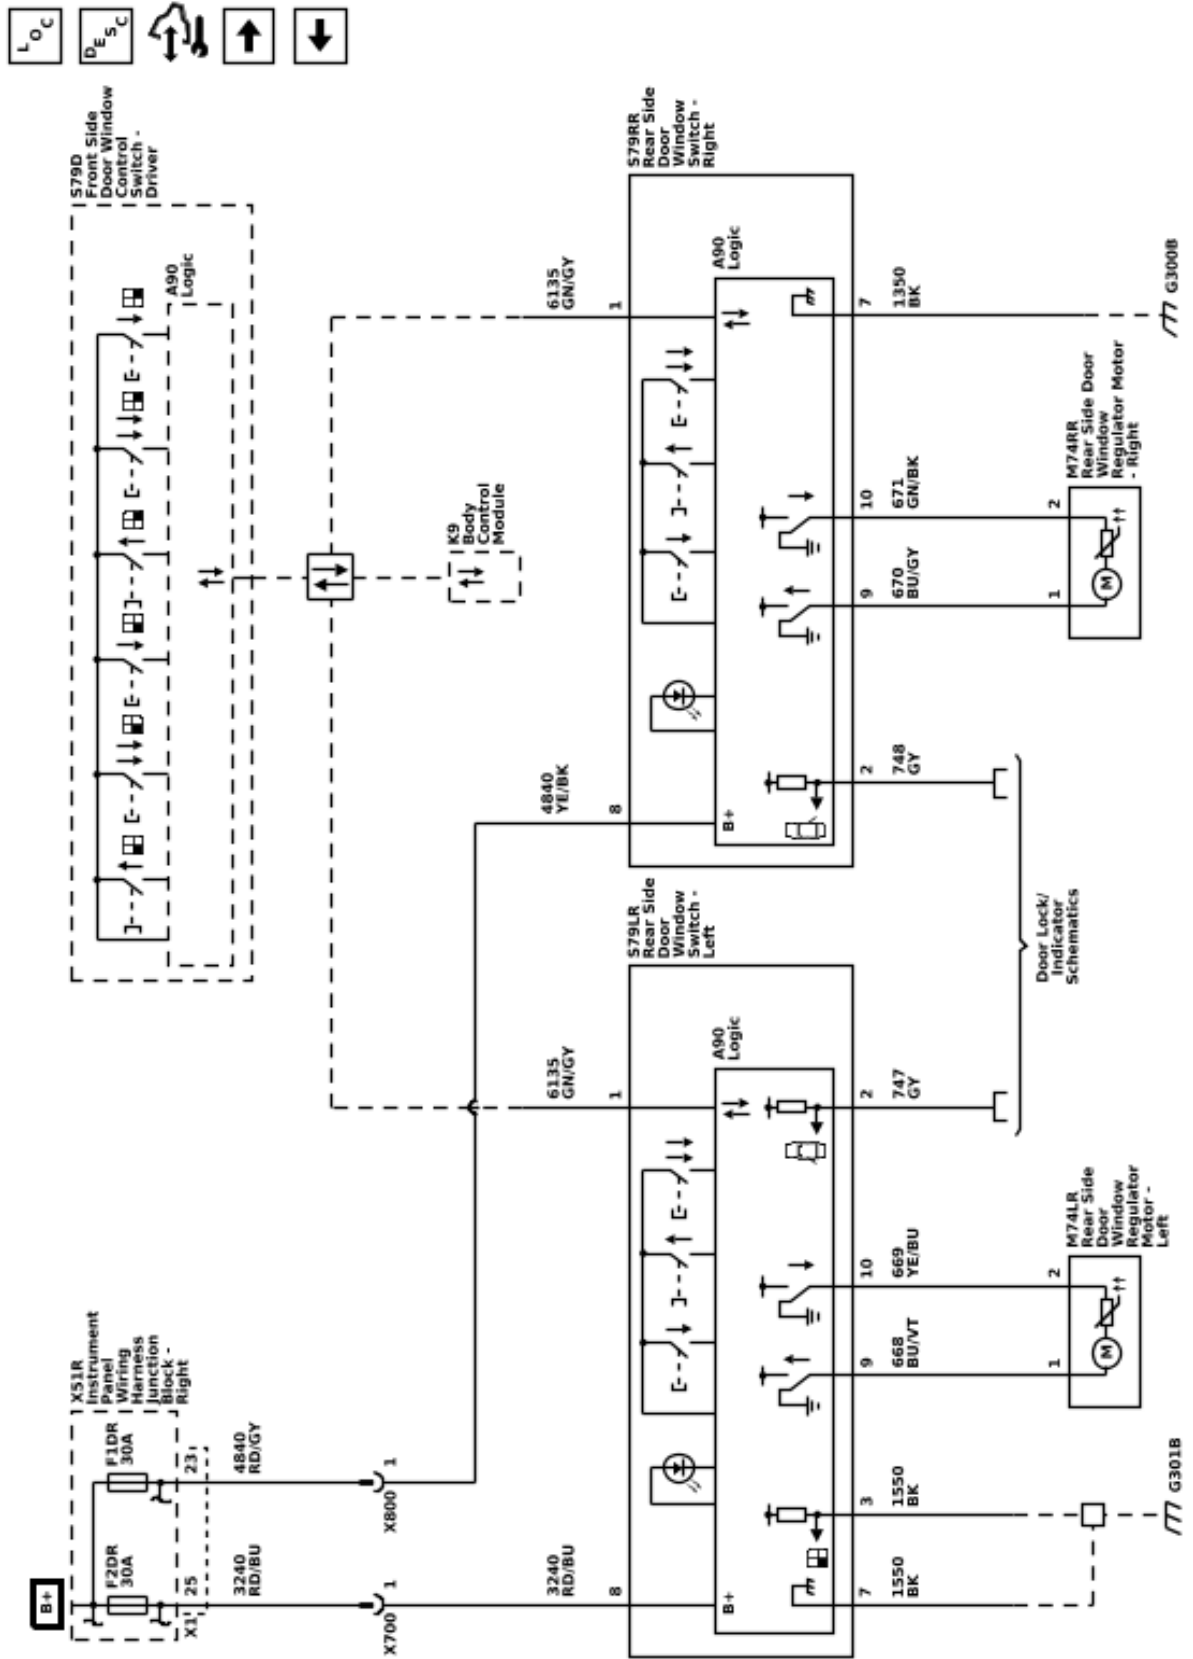 B+
X51R
Instrument
Panel
Wiring
Harness
Junction
Block -
Right
F2DR
30A
F1DR
30A
X1
25
23
3240
RD/BU
4840
RD/GY
X700
1
X800
1
S79D
Front Side
Door Window
Control
Switch -
Driver
A90
Logic
L
O
C
D
E
S
C
K9
Body
Control
Module
3240
RD/BU
8
6135
GN/GY
1
4840
YE/BK
8
6135
GN/GY
1
S79LR
Rear Side
Door
Window
Switch -
Left
A90
Logic
B+
S79RR
Rear Side
Door
Window
Switch -
Right
A90
Logic
B+
7
1550
BK
3
1550
BK
9
668
BU/VT
10
669
YE/BU
2
747
GY
2
748
GY
9
670
BU/GY
10
671
GN/BK
7
1350
BK
Door Lock/
Indicator
Schematics
1
2
M
M74LR
Rear Side
Door
Window
Regulator
Motor -
Left
1
2
M
M74RR
Rear Side Door
Window
Regulator Motor
- Right
G301B
G300B